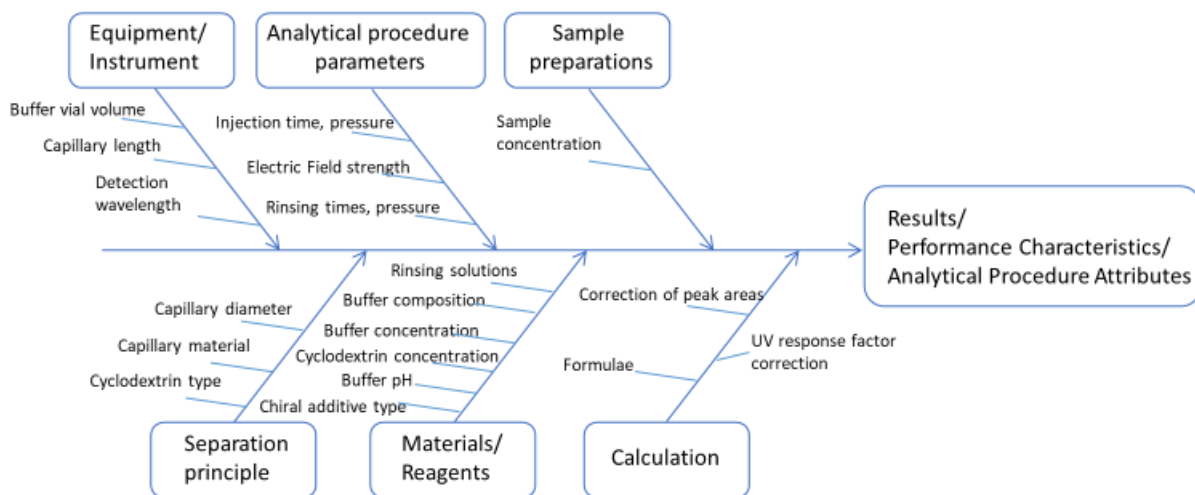 Equipment/
Instrument
Analytical procedure
parameters
Sample
preparations
Buffer vial volume
Capillary length
Detection
wavelength
Injection time, pressure
Electric Field strength
Rinsing times, pressure
Sample
concentration
Results/
Performance Characteristics/
Analytical Procedure Attributes
Capillary diameter
Capillary material
Cyclodextrin type
Rinsing solutions
Buffer composition
Buffer concentration
Cyclodextrin concentration
Buffer pH
Chiral additive type
Correction of peak areas
Formulae
UV response factor
correction
Separation
principle
Materials/
Reagents
Calculation